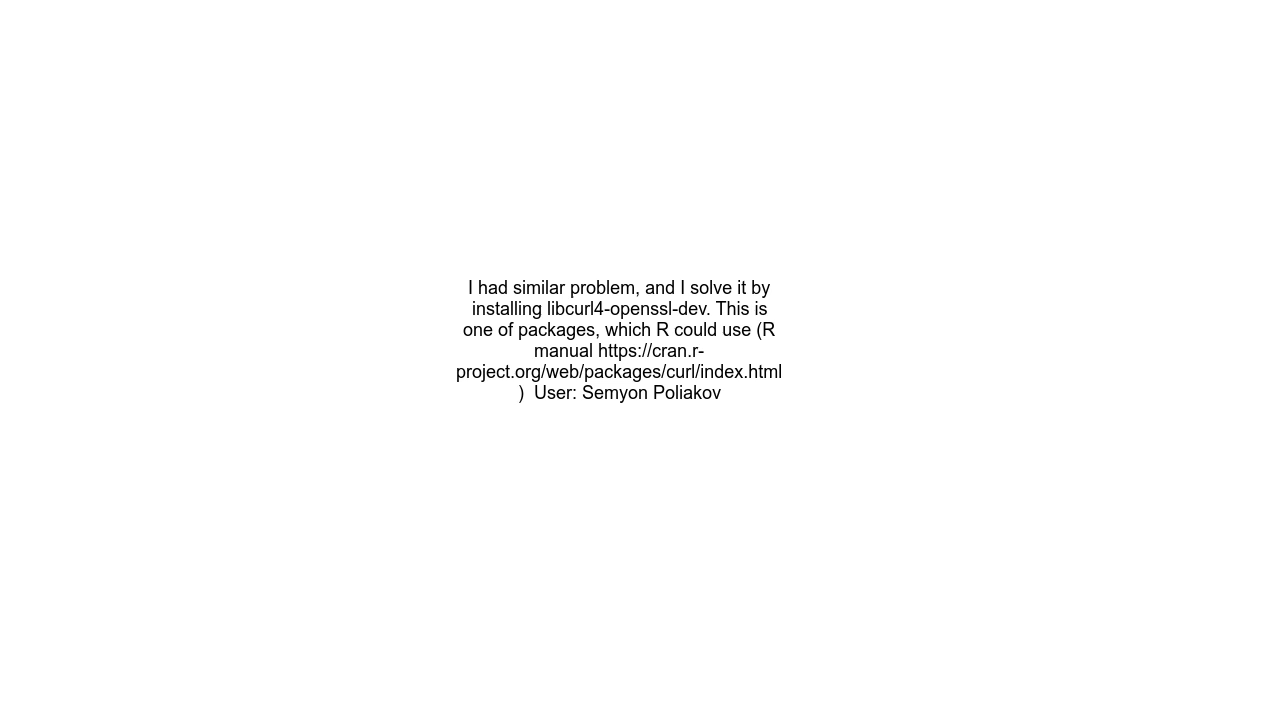 I had similar problem, and I solve it by
installing libcurl4-openssl-dev. This is
one of packages, which R could use (R
manual https://cran.r-
project.org/web/packages/curl/index.html
)  User: Semyon Poliakov